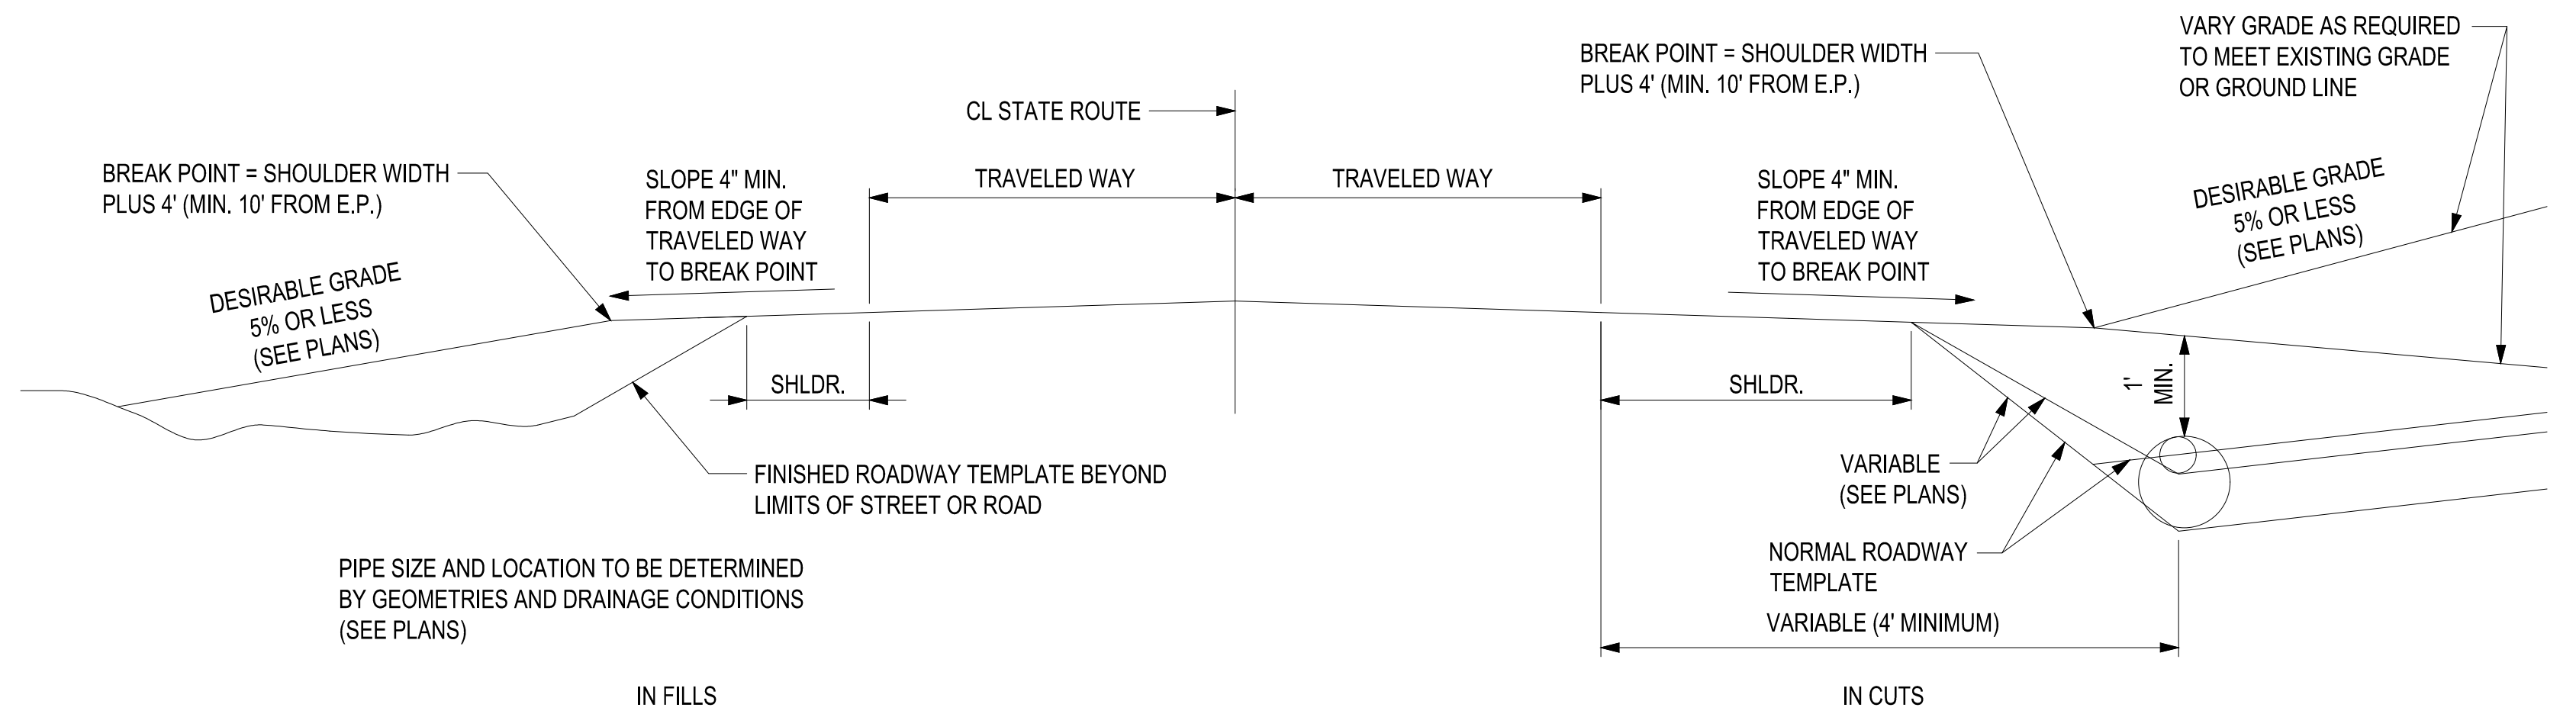 VARY GRADE AS REQUIRED
TO MEET EXISTING GRADE
OR GROUND LINE
BREAK POINT = SHOULDER WIDTH
PLUS 4' (MIN. 10' FROM E.P.)
CL STATE ROUTE
BREAK POINT = SHOULDER WIDTH
PLUS 4' (MIN. 10' FROM E.P.)
SLOPE 4" MIN.
FROM EDGE OF
TRAVELED WAY
TO BREAK POINT
TRAVELED WAY
TRAVELED WAY
SLOPE 4" MIN.
FROM EDGE OF
TRAVELED WAY
TO BREAK POINT
DESIRABLE GRADE
5% OR LESS
(SEE PLANS)
DESIRABLE GRADE
5% OR LESS
(SEE PLANS)
SHLDR.
SHLDR.
1'
MIN.
FINISHED ROADWAY TEMPLATE BEYOND
LIMITS OF STREET OR ROAD
VARIABLE
(SEE PLANS)
NORMAL ROADWAY
TEMPLATE
PIPE SIZE AND LOCATION TO BE DETERMINED
BY GEOMETRIES AND DRAINAGE CONDITIONS
(SEE PLANS)
VARIABLE (4' MINIMUM)
IN FILLS
IN CUTS